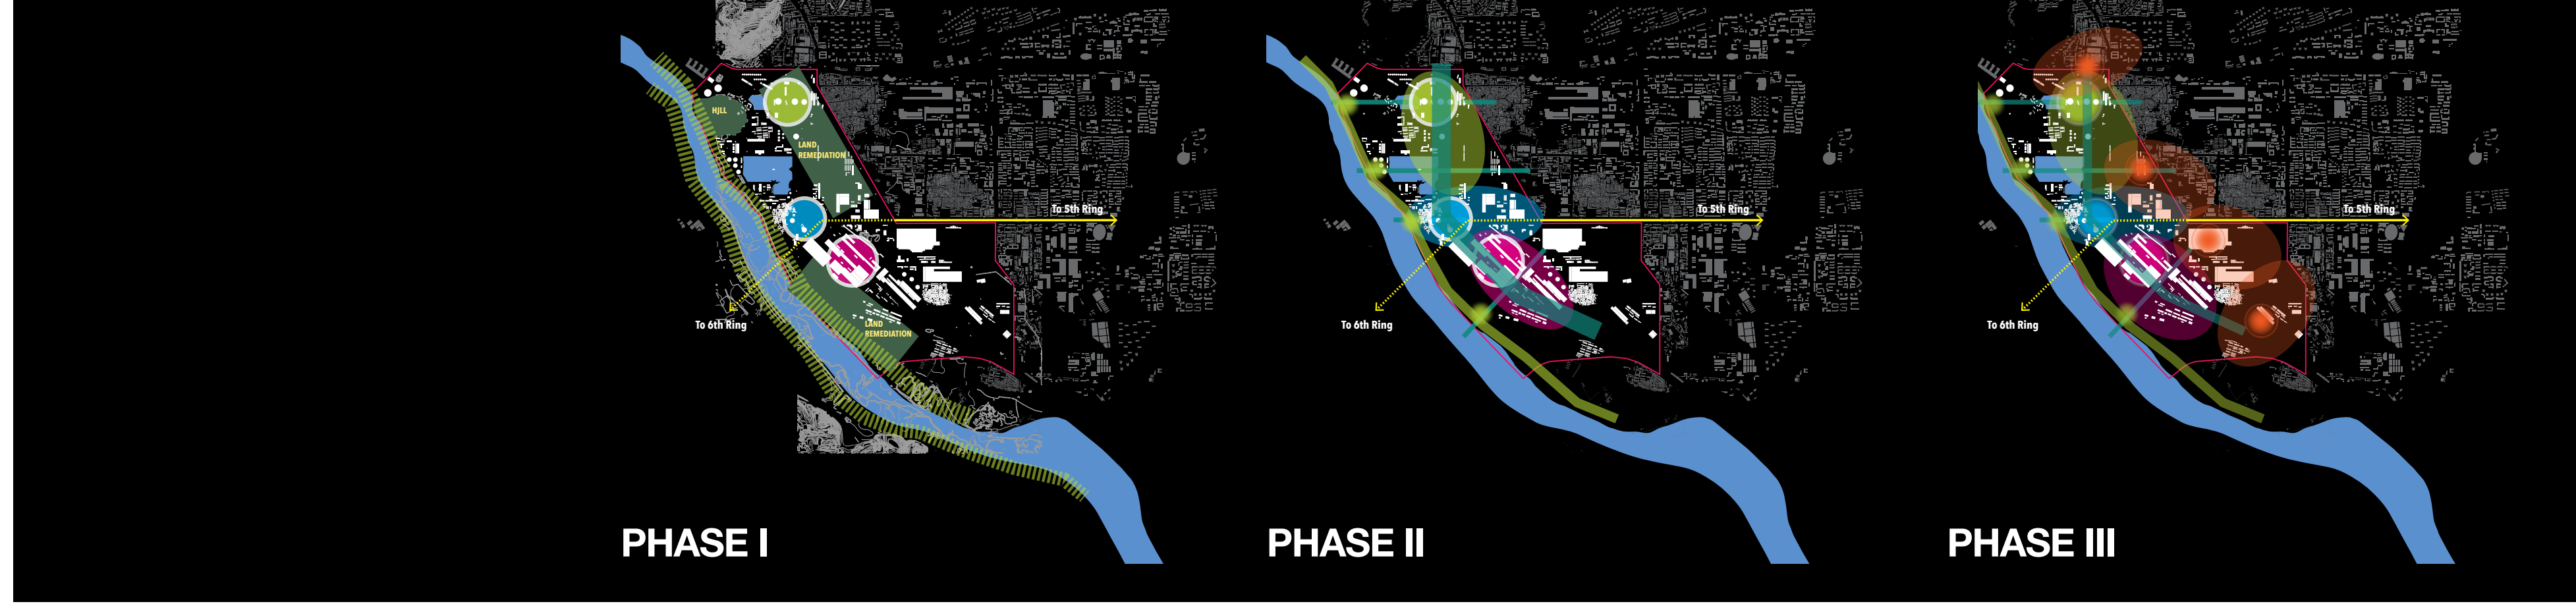 HJLL
LAND
REMEDIATION
To 5th Ring
To 6th Ring
LAND
REMEDIATION
PHASE I
To 5th Ring
To 6th Ring
PHASE II
To 5th Ring
To 6th Ring
PHASE III